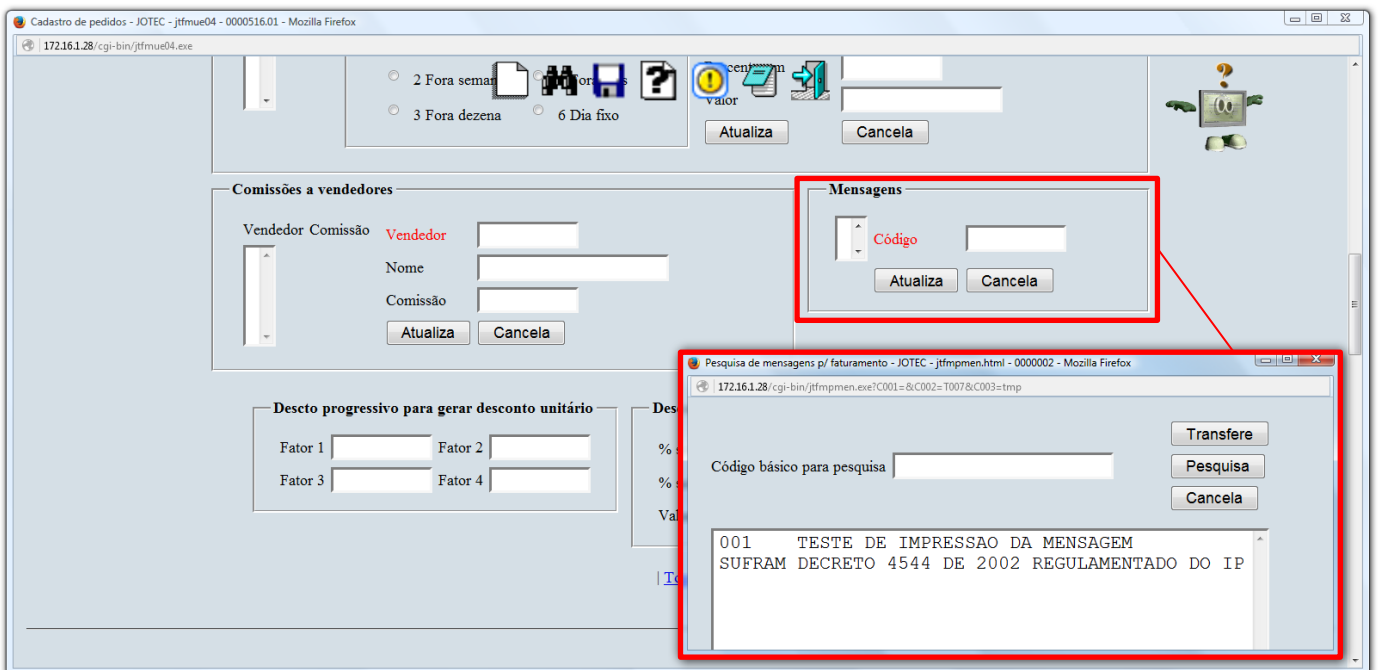 Cadastro de pedidos - JOTEC - jtfmue04 - 0000516.01 - Mozilla Firefox
172.16.1.28/cgi-bin/jtfmue04.exe
2 Fora seman
3 Fora dezena 6 Dia fixo
Valor
Atualiza Cancela
Comissões a vendedores
Vendedor Comissão Vendedor
Nome
Comissão
Atualiza Cancela
Mensagens
Código
Atualiza Cancela
Descto progressivo para gerar desconto unitário
Fator 1 Fator 2
Fator 3 Fator 4
Des
%
%
Val
| To
Pesquisa de mensagens p/ faturamento - JOTEC - jtfmpmen.html - 0000002 - Mozilla Firefox
172.16.1.28/cgi-bin/jtfmpmen.exe?C001=&C002=T007&C003=tmp
Transfere
Código básico para pesquisa Pesquisa
Cancela
001 TESTE DE IMPRESSAO DA MENSAGEM
SUFRAM DECRETO 4544 DE 2002 REGULAMENTADO DO IP